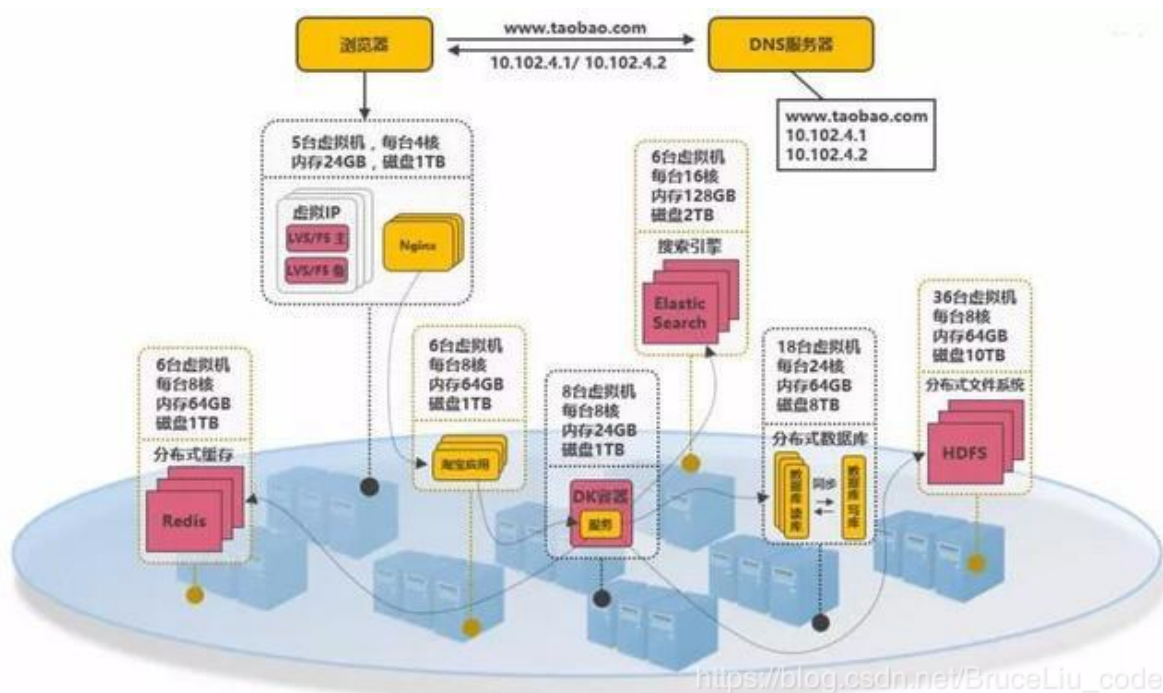 浏览器
www.taobao.com
10.102.4.1/ 10.102.4.2
DNS服务器
www.taobao.com
10.102.4.1
10.102.4.2
5台虚拟机，每台4核
内存24GB，磁盘1TB
虚拟IP
LVS/F5 主
LVS/F5 备
Nginx
6台虚拟机
每台16核
内存128GB
磁盘2TB
搜索引擎
Elastic
Search
36台虚拟机
每台8核
内存64GB
磁盘10TB
分布式文件系统
HDFS
6台虚拟机
每台8核
内存64GB
磁盘1TB
分布式缓存
Redis
6台虚拟机
每台8核
内存64GB
磁盘1TB
淘宝应用
8台虚拟机
每台8核
内存24GB
磁盘1TB
DK容器
服务
18台虚拟机
每台24核
内存64GB
磁盘8TB
分布式数据库
数据库读库
同步
数据库写库
https://blog.csdn.net/BruceLiu_code